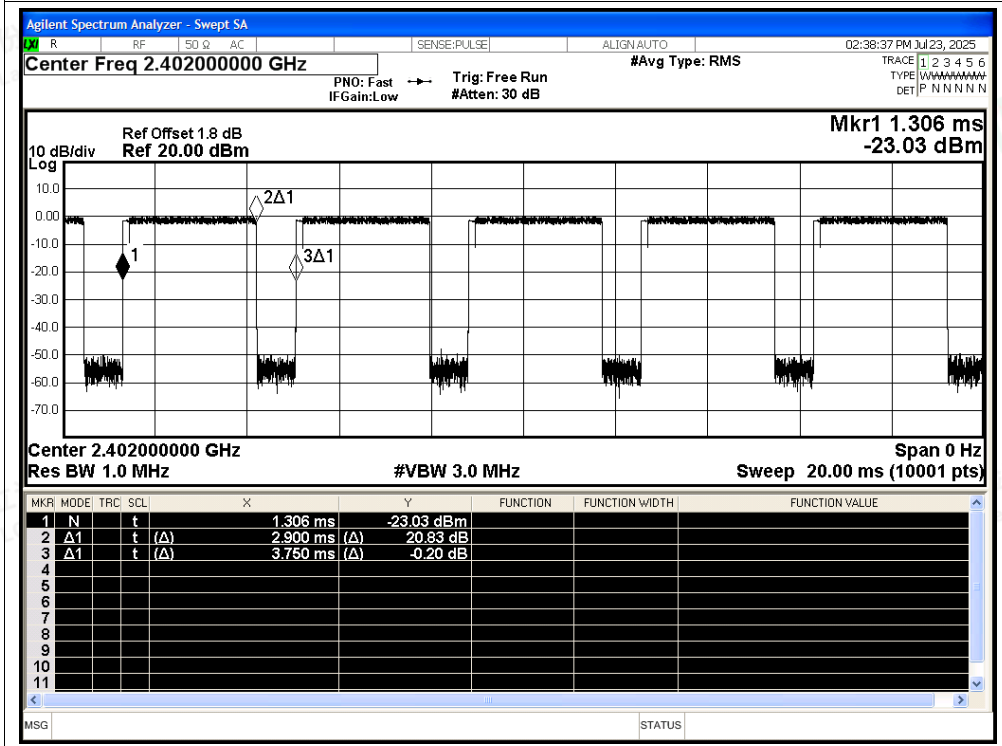 Agilent Spectrum Analyzer - Swept SA
LXI R RF 50 Ω AC SENSE:PULSE ALIGN AUTO 02:38:37 PM Jul 23, 2025
Center Freq 2.402000000 GHz #Avg Type: RMS TRACE 1 2 3 4 5 6
PNO: Fast Trig: Free Run TYPE WWWWWW
IFGain:Low #Atten: 30 dB DET P N N N N N
Mkr1 1.306 ms
-23.03 dBm
Ref Offset 1.8 dB
10 dB/div Ref 20.00 dBm
Log
10.0
0.00
-10.0
-20.0
-30.0
-40.0
-50.0
-60.0
-70.0
1
2Δ1
3Δ1
Center 2.402000000 GHz Span 0 Hz
Res BW 1.0 MHz #VBW 3.0 MHz Sweep 20.00 ms (10001 pts)
MKR MODE TRC SCL X Y FUNCTION FUNCTION WIDTH FUNCTION VALUE
1 N t 1.306 ms -23.03 dBm
2 Δ1 t (Δ) 2.900 ms (Δ) 20.83 dB
3 Δ1 t (Δ) 3.750 ms (Δ) -0.20 dB
4
5
6
7
8
9
10
11
MSG STATUS